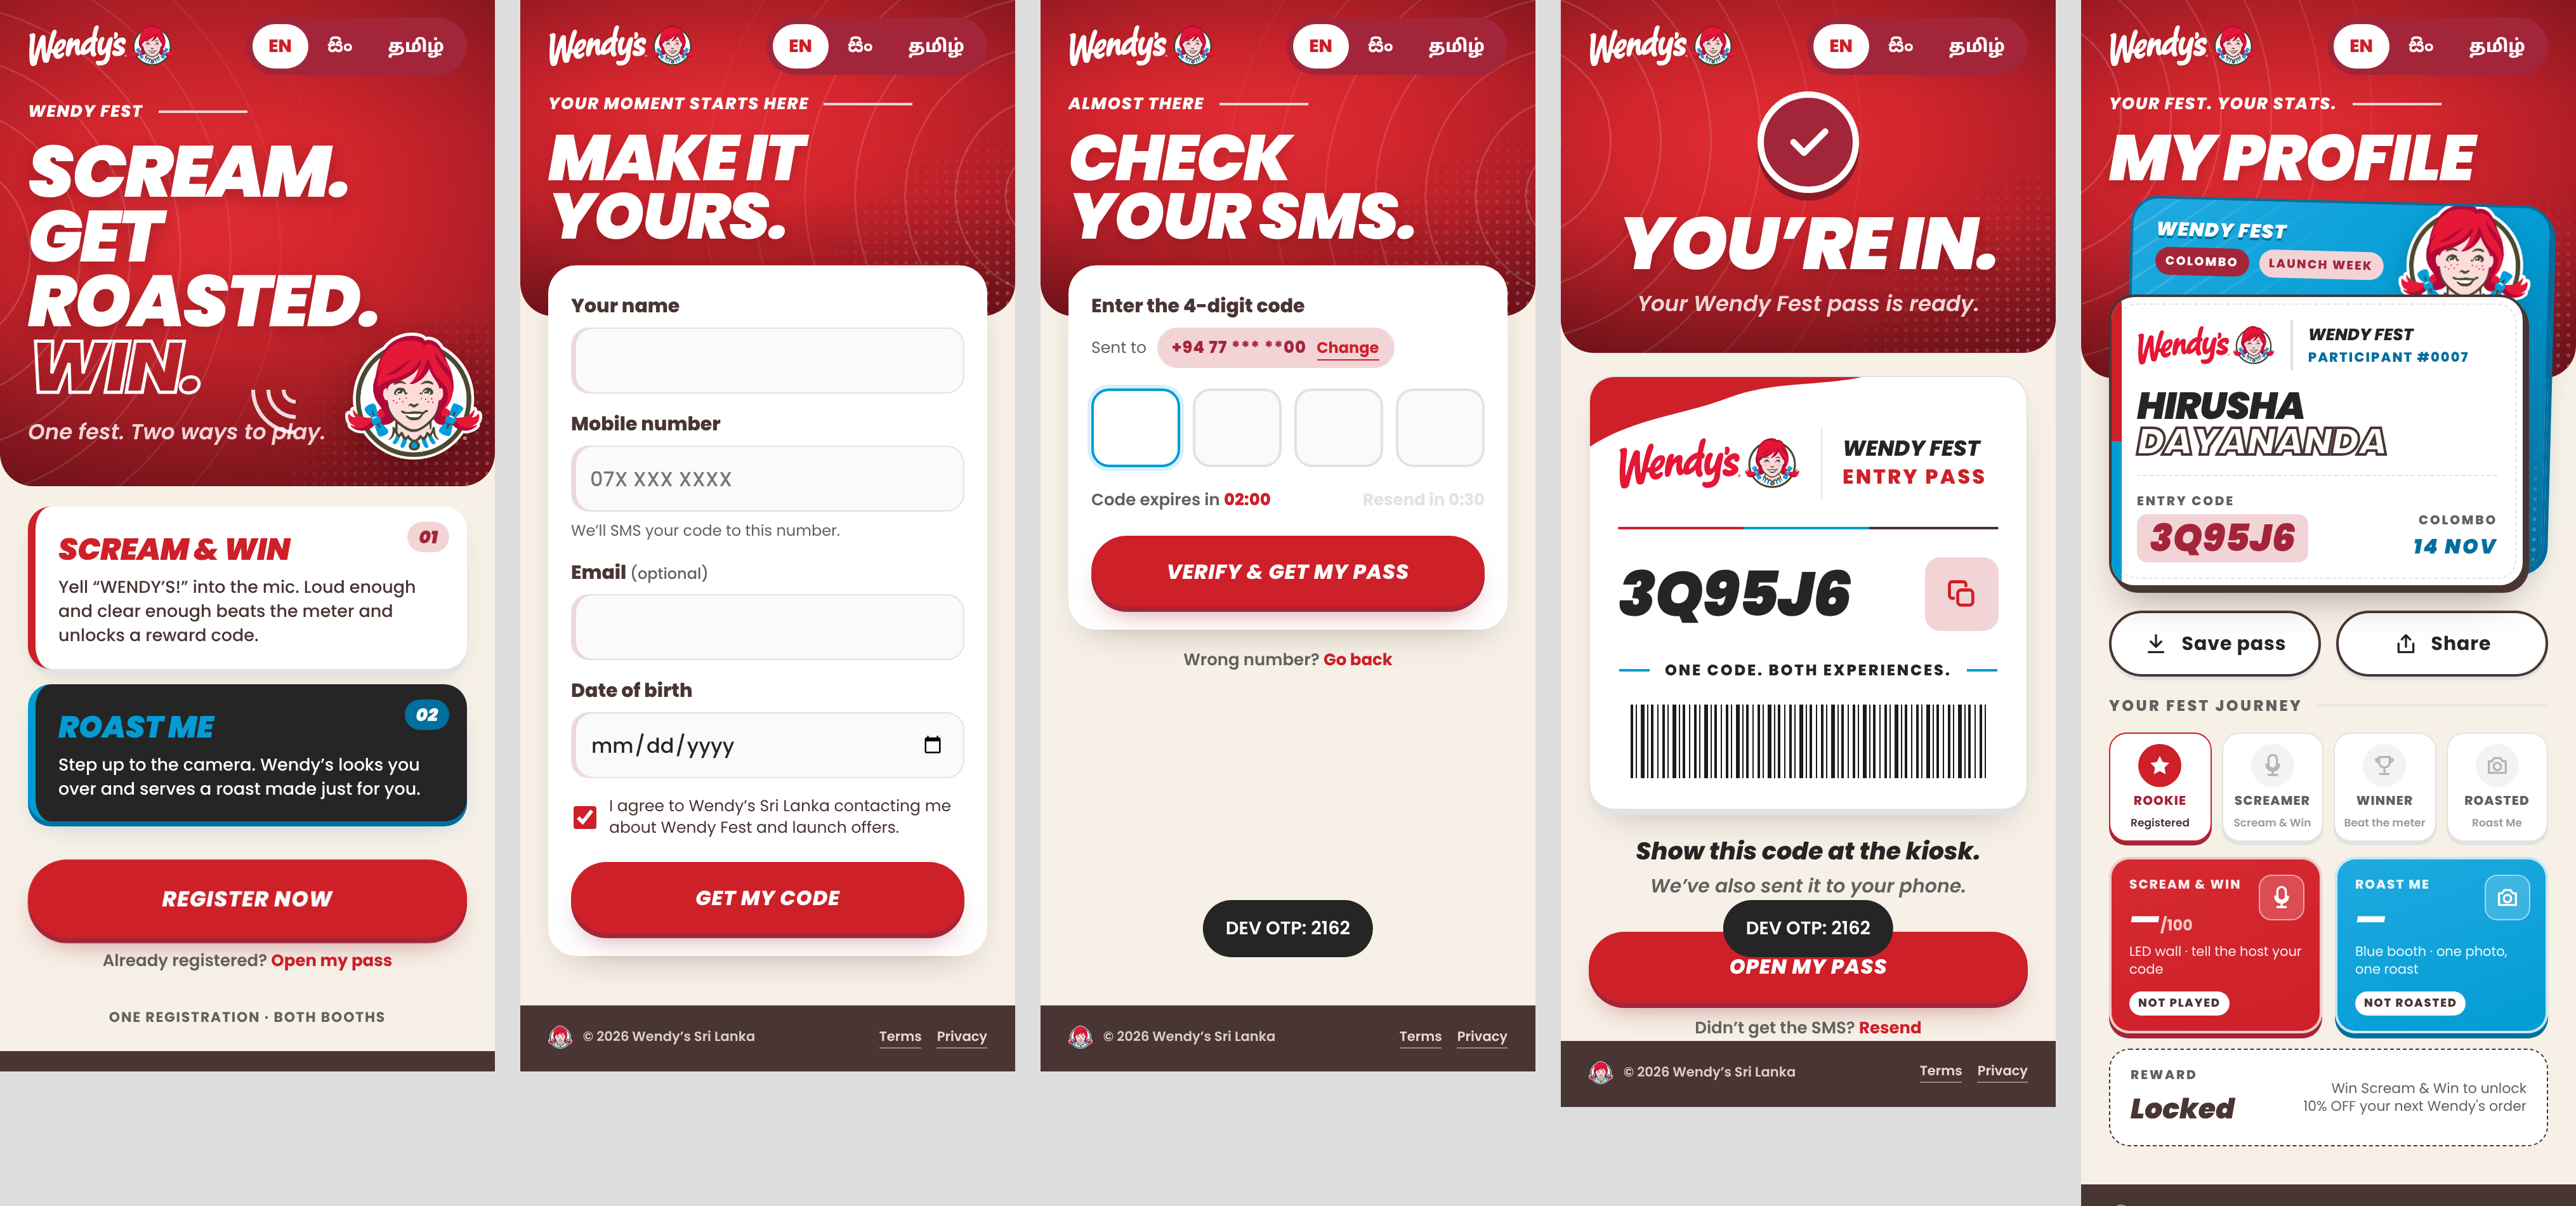 Wendy's
EN සිං தமிழ்
WENDY FEST
SCREAM.
GET
ROASTED.
WIN.
One fest. Two ways to play.
SCREAM & WIN
01
Yell “WENDY’S!” into the mic. Loud enough
and clear enough beats the meter and
unlocks a reward code.
ROAST ME
02
Step up to the camera. Wendy’s looks you
over and serves a roast made just for you.
REGISTER NOW
Already registered? Open my pass
ONE REGISTRATION · BOTH BOOTHS
Wendy's
EN සිං தமிழ்
YOUR MOMENT STARTS HERE
MAKE IT
YOURS.
Your name
Mobile number
07X XXX XXXX
We’ll SMS your code to this number.
Email (optional)
Date of birth
mm/dd/yyyy
I agree to Wendy’s Sri Lanka contacting me
about Wendy Fest and launch offers.
GET MY CODE
© 2026 Wendy’s Sri Lanka
Terms Privacy
Wendy's
EN සිං தமிழ்
ALMOST THERE
CHECK
YOUR SMS.
Enter the 4-digit code
Sent to +94 77 *** **00 Change
Code expires in 02:00
Resend in 0:30
VERIFY & GET MY PASS
Wrong number? Go back
DEV OTP: 2162
© 2026 Wendy’s Sri Lanka
Terms Privacy
Wendy's
EN සිං தமிழ்
YOU’RE IN.
Your Wendy Fest pass is ready.
Wendy's
WENDY FEST
ENTRY PASS
3Q95J6
ONE CODE. BOTH EXPERIENCES.
Show this code at the kiosk.
We’ve also sent it to your phone.
DEV OTP: 2162
OPEN MY PASS
Didn’t get the SMS? Resend
© 2026 Wendy’s Sri Lanka
Terms Privacy
Wendy's
EN සිං தமிழ்
YOUR FEST. YOUR STATS.
MY PROFILE
WENDY FEST
COLOMBO LAUNCH WEEK
Wendy's
WENDY FEST
PARTICIPANT #0007
HIRUSHA
DAYANANDA
ENTRY CODE
3Q95J6
COLOMBO
14 NOV
Save pass
Share
YOUR FEST JOURNEY
ROOKIE
Registered
SCREAMER
Scream & Win
WINNER
Beat the meter
ROASTED
Roast Me
SCREAM & WIN
–/100
LED wall · tell the host your
code
NOT PLAYED
ROAST ME
–
Blue booth · one photo,
one roast
NOT ROASTED
REWARD
Locked
Win Scream & Win to unlock
10% OFF your next Wendy's order